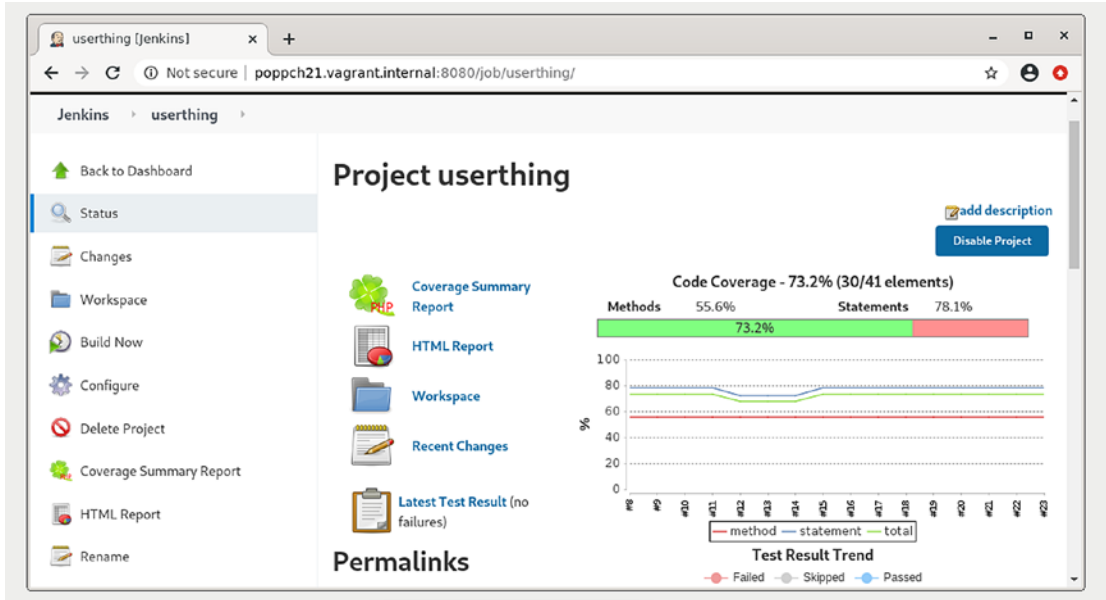 userthing [Jenkins]
Not secure | poppch21.vagrant.internal:8080/job/userthing/
Jenkins userthing
Back to Dashboard
Status
Changes
Workspace
Build Now
Configure
Delete Project
Coverage Summary Report
HTML Report
Rename
Project userthing
add description
Disable Project
PHP
Coverage Summary
Report
HTML Report
Workspace
Recent Changes
Latest Test Result (no
failures)
Permalinks
Code Coverage - 73.2% (30/41 elements)
Methods 55.6% Statements 78.1%
73.2%
100
80
60
40
20
0
%
#8 #9 #10 #11 #12 #13 #14 #15 #16 #17 #18 #19 #20 #21 #22 #23
method statement total
Test Result Trend
Failed Skipped Passed